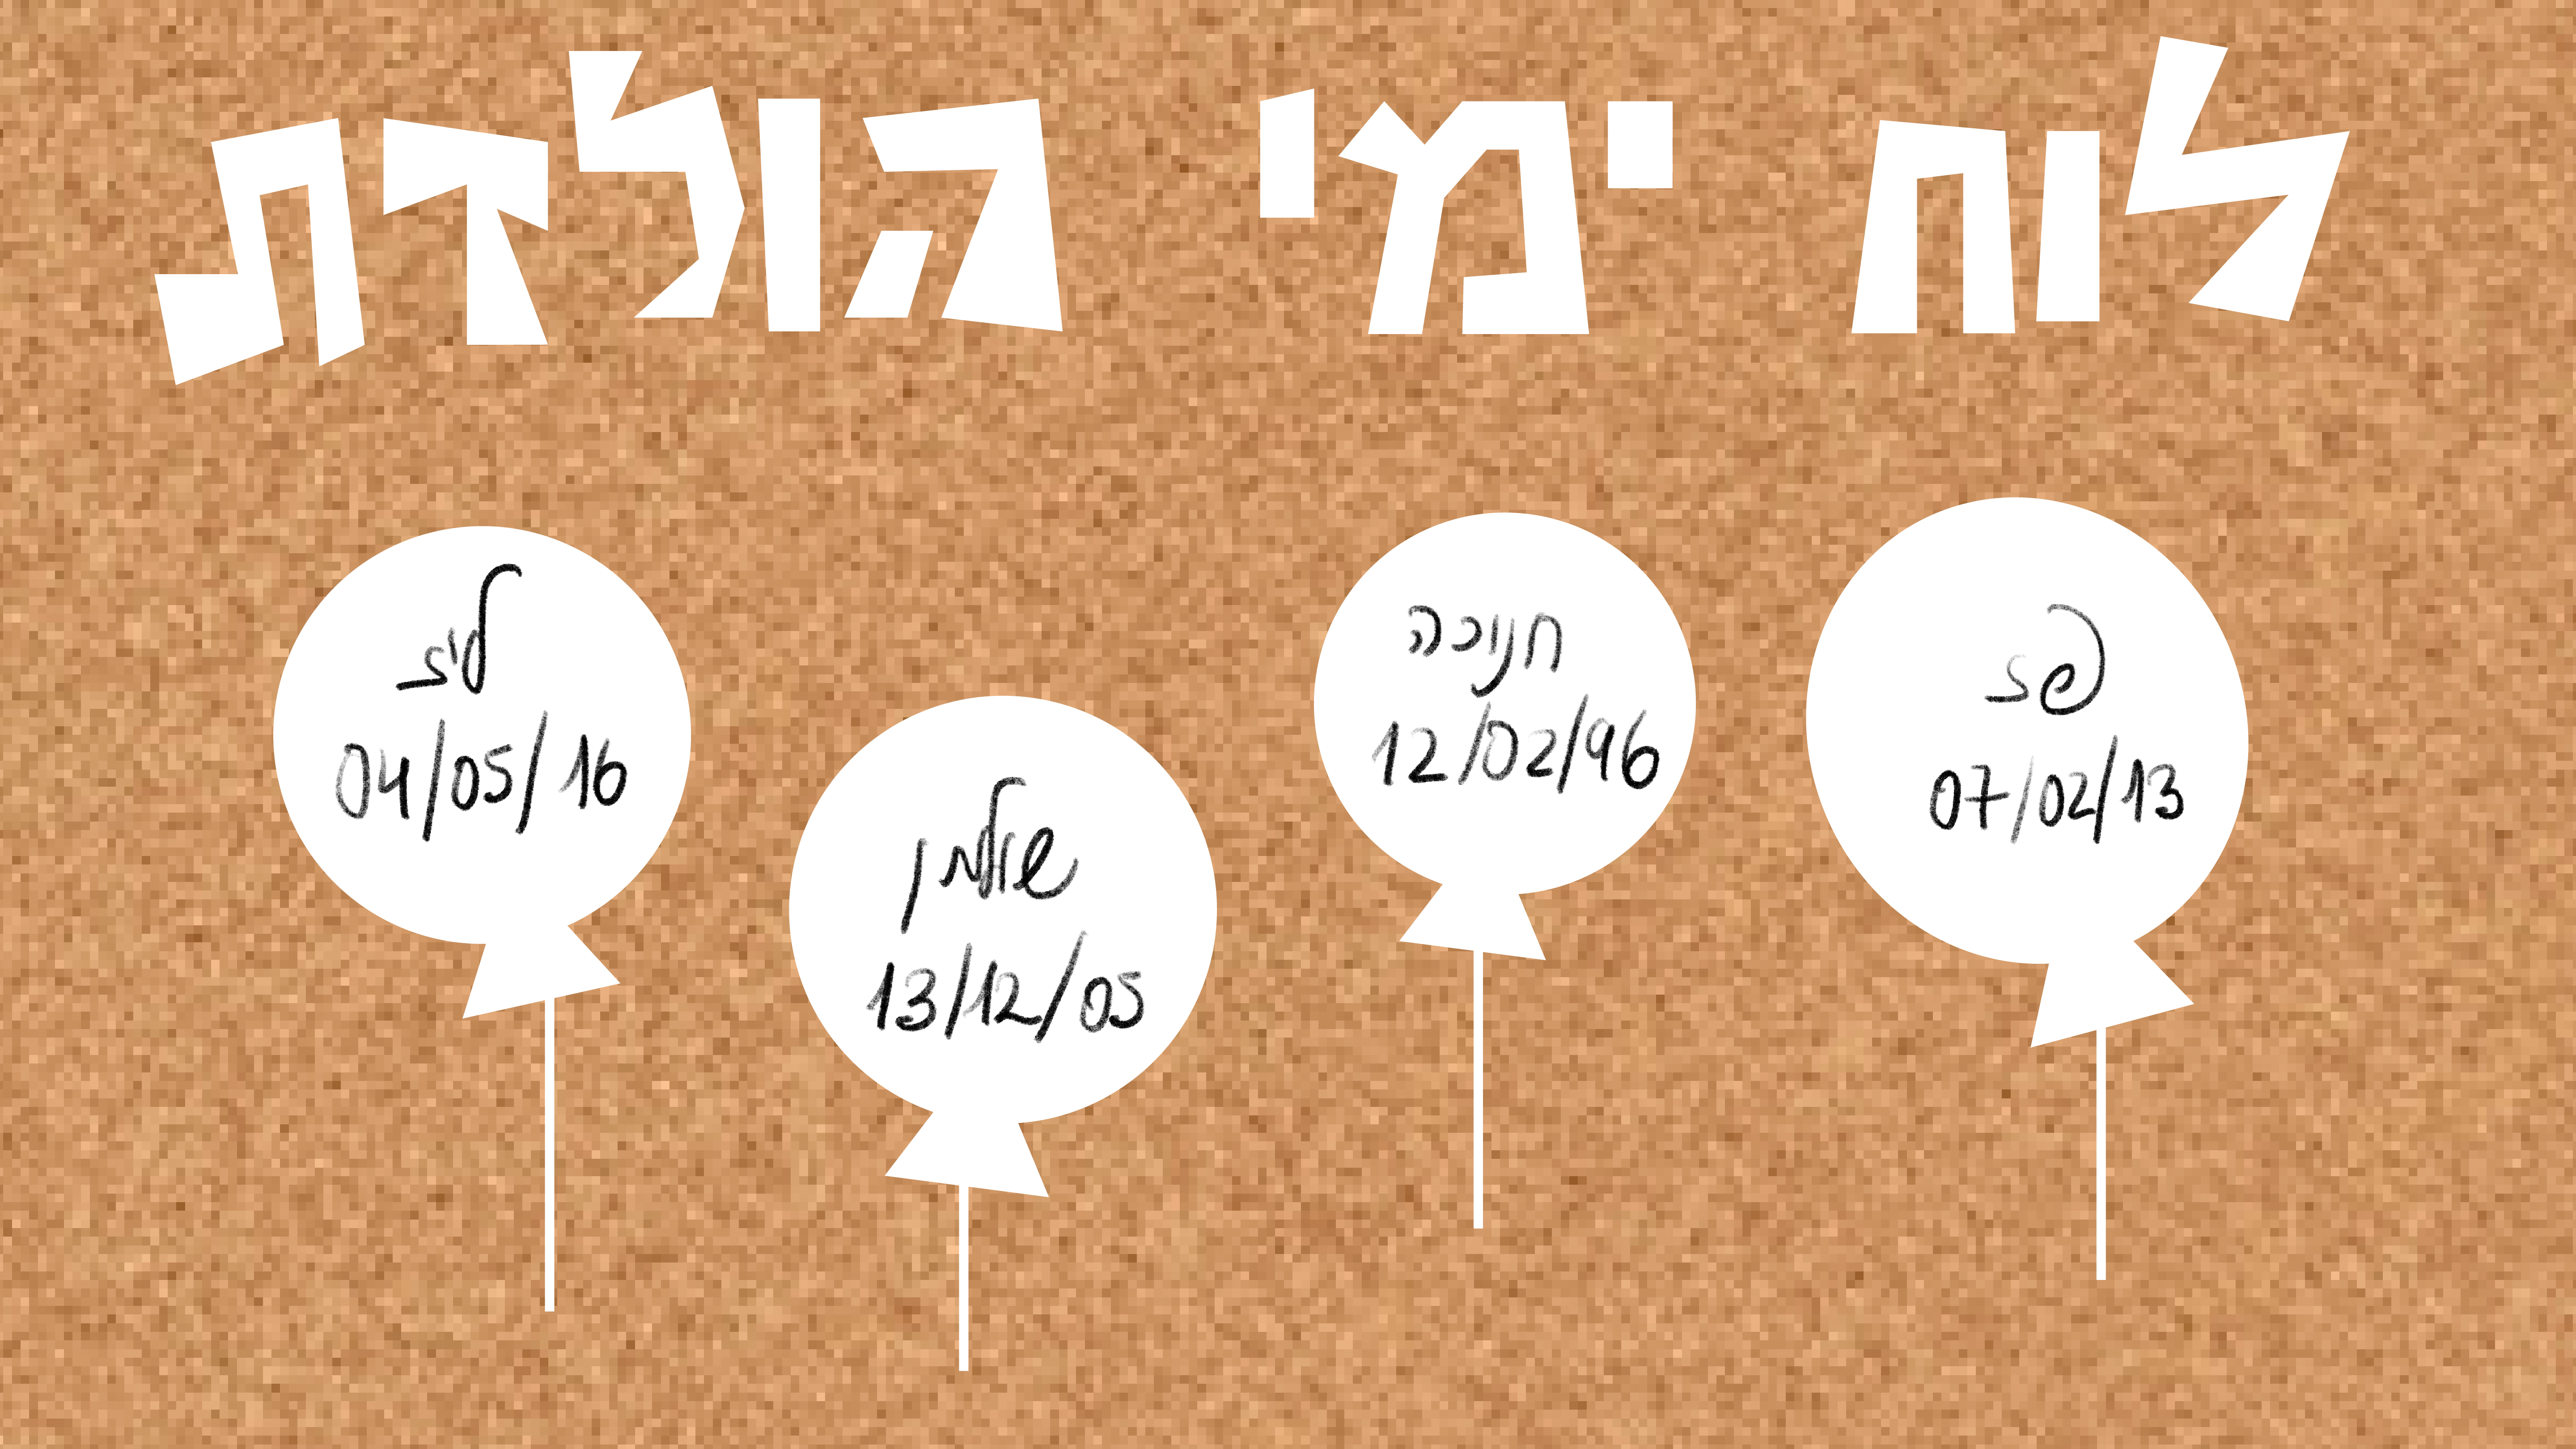 לוח ימי הולדת
פז
07/02/13
חנוכה
12/02/96
שולמן
13/12/05
ליז
04/05/16